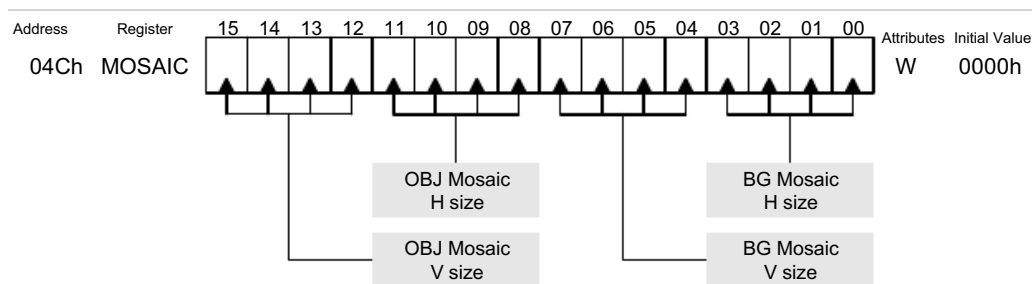 Address Register 15 14 13 12 11 10 09 08 07 06 05 04 03 02 01 00 Attributes Initial Value
04Ch MOSAIC W 0000h
OBJ Mosaic BG Mosaic
H size H size
OBJ Mosaic BG Mosaic
V size V size